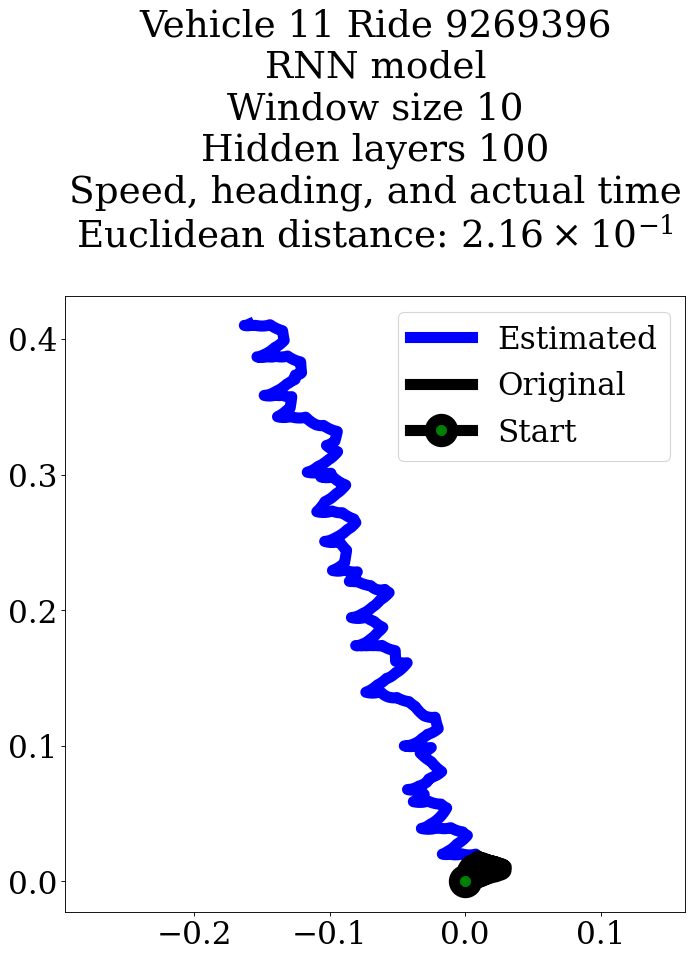 Vehicle 11 Ride 9269396
RNN model
Window size 10
Hidden layers 100
Speed, heading, and actual time
Euclidean distance: 2.16 × 10⁻¹
Estimated
Original
Start
0.4
0.3
0.2
0.1
0.0
−0.2
−0.1
0.0
0.1